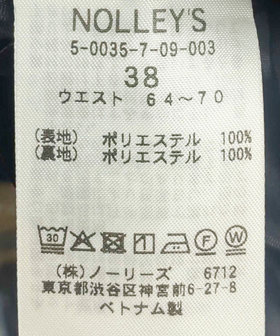 NOLLEY'S
5-0035-7-09-003
38
ウエスト 64～70
(表地) ポリエステル 100%
(裏地) ポリエステル 100%
30
(株)ノーリーズ 6712
東京都渋谷区神宮前6-27-8
ベトナム製